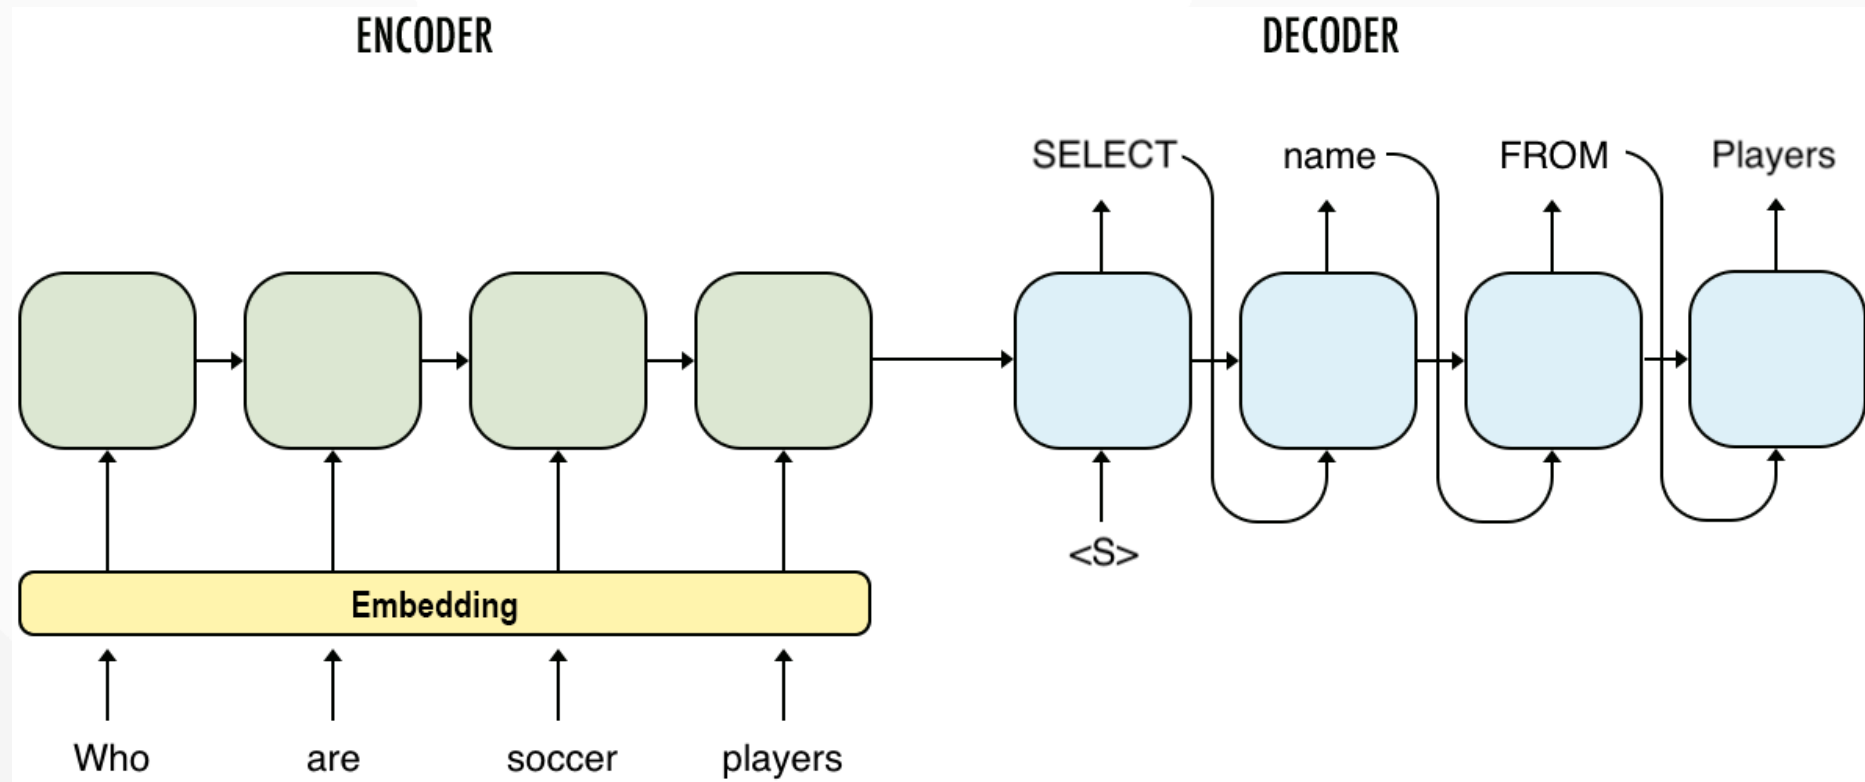 ENCODER
DECODER
SELECT name FROM Players
<S>
Embedding
Who are soccer players